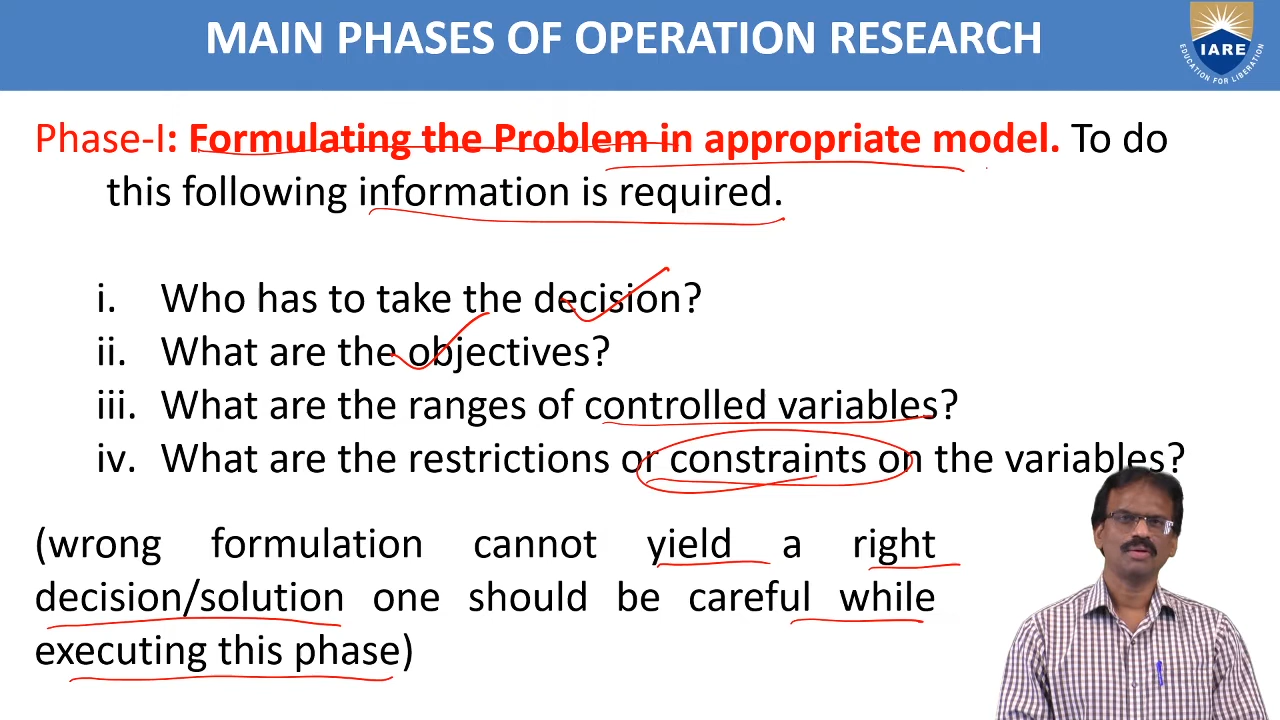 MAIN PHASES OF OPERATION RESEARCH
IARE
EDUCATION FOR LIBERATION
Phase-I: Formulating the Problem in appropriate model. To do
this following information is required.
i. Who has to take the decision?
ii. What are the objectives?
iii. What are the ranges of controlled variables?
iv. What are the restrictions or constraints on the variables?
(wrong formulation cannot yield a right
decision/solution one should be careful while
executing this phase)